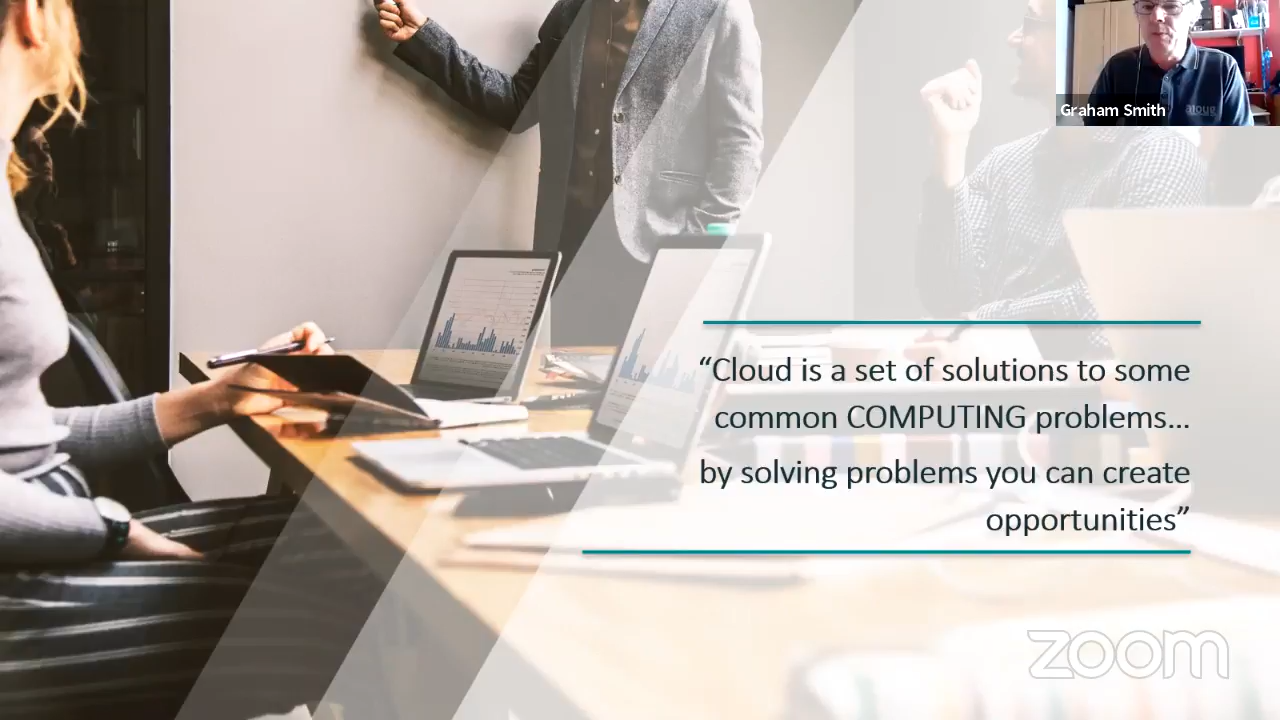 Graham Smith
“Cloud is a set of solutions to some
common COMPUTING problems...
by solving problems you can create
opportunities”
zoom